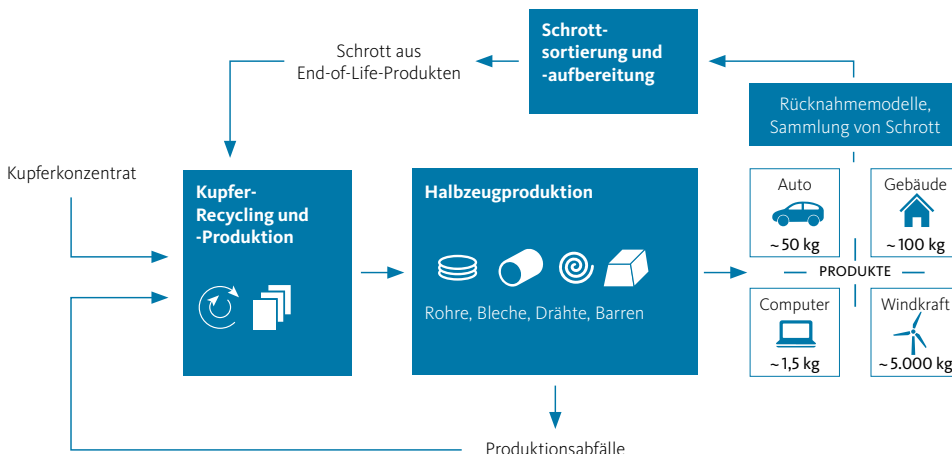 Schrott-
sortierung und
-aufbereitung
Schrott aus
End-of-Life-Produkten
Rücknahmemodelle,
Sammlung von Schrott
Kupferkonzentrat
Kupfer-
Recycling und
-Produktion
Halbzeugproduktion
Rohre, Bleche, Drähte, Barren
Auto
~ 50 kg
Gebäude
~ 100 kg
PRODUKTE
Computer
~ 1,5 kg
Windkraft
~ 5.000 kg
Produktionsabfälle